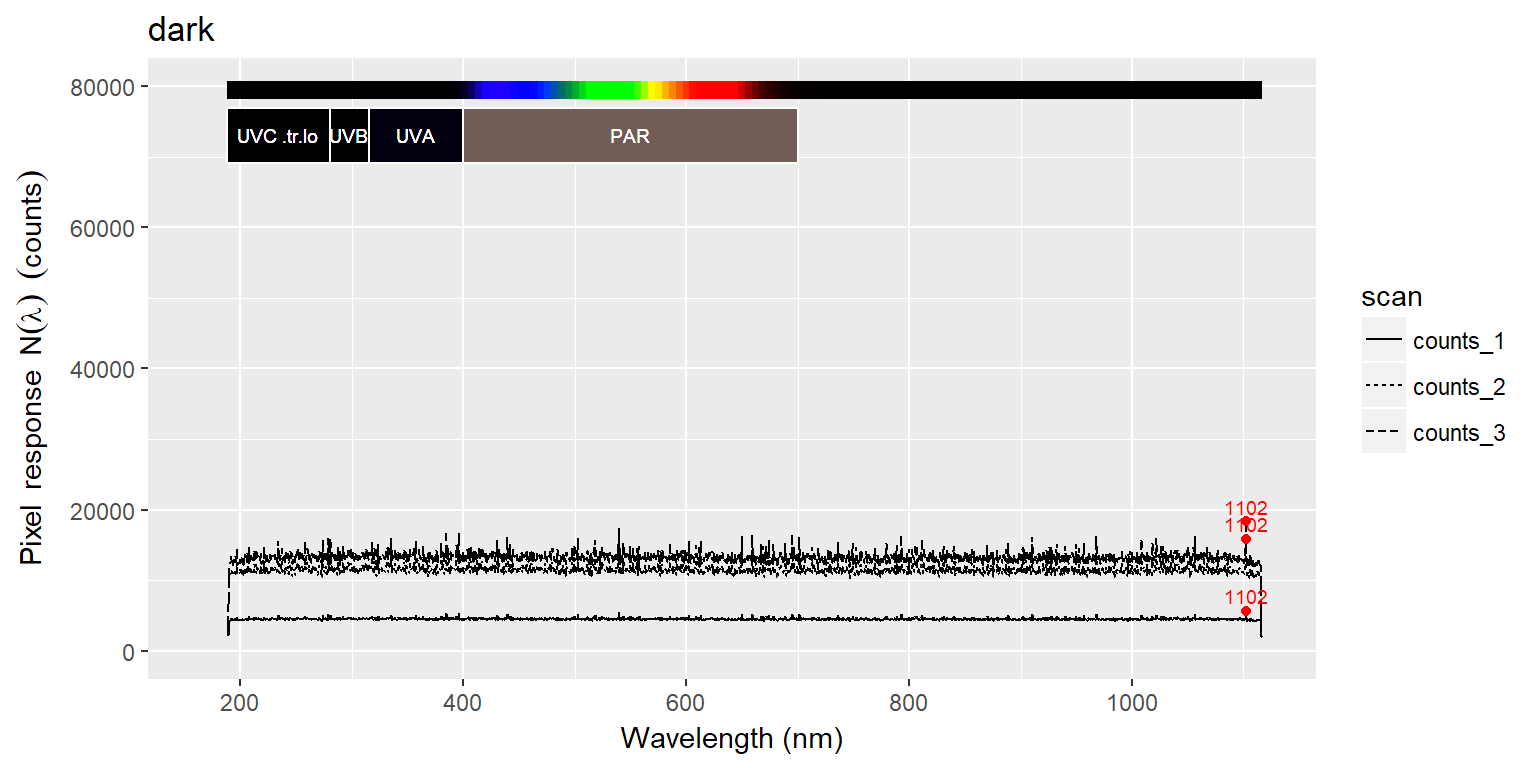 dark
80000
60000
40000
20000
0
Pixel response N(λ) (counts)
UVC .tr.lo UVB UVA PAR
1102
1102
1102
200 400 600 800 1000
Wavelength (nm)
scan
counts_1
counts_2
counts_3